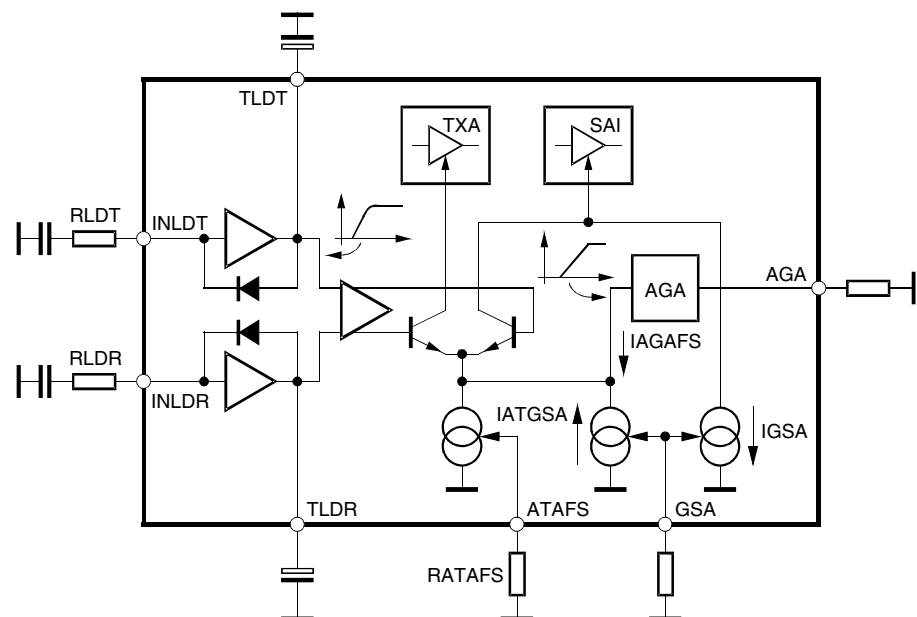 TLDT
TXA
SAI
RLDT
INLDT
AGA
AGA
RLDR
INLDR
IAGAFS
IATGSA
IGSA
TLDR
ATAFS
GSA
RATAFS